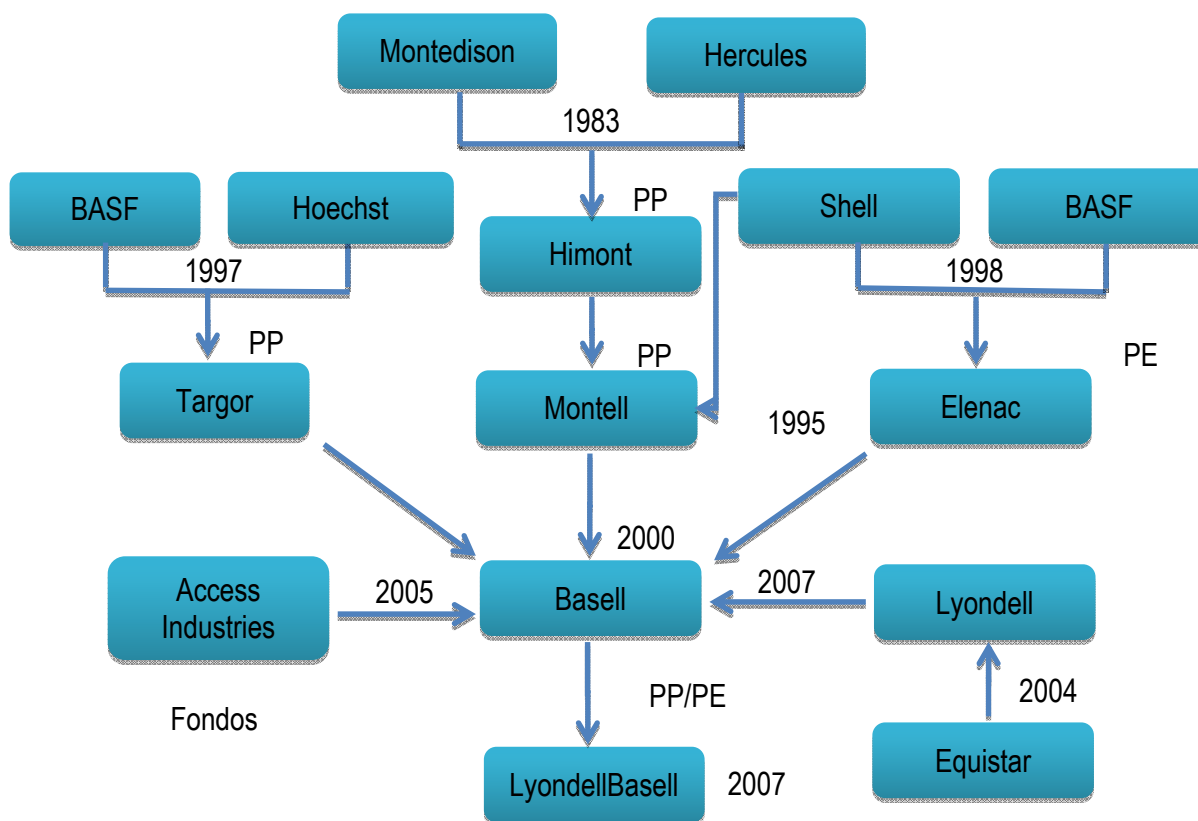 Montedison
Hercules
1983
BASF
Hoechst
PP
Shell
BASF
1997
Himont
1998
PP
PP
PE
Targor
Montell
1995
Elenac
2000
Access
Industries
2005
Basell
2007
Lyondell
Fondos
PP/PE
2004
LyondellBasell
2007
Equistar